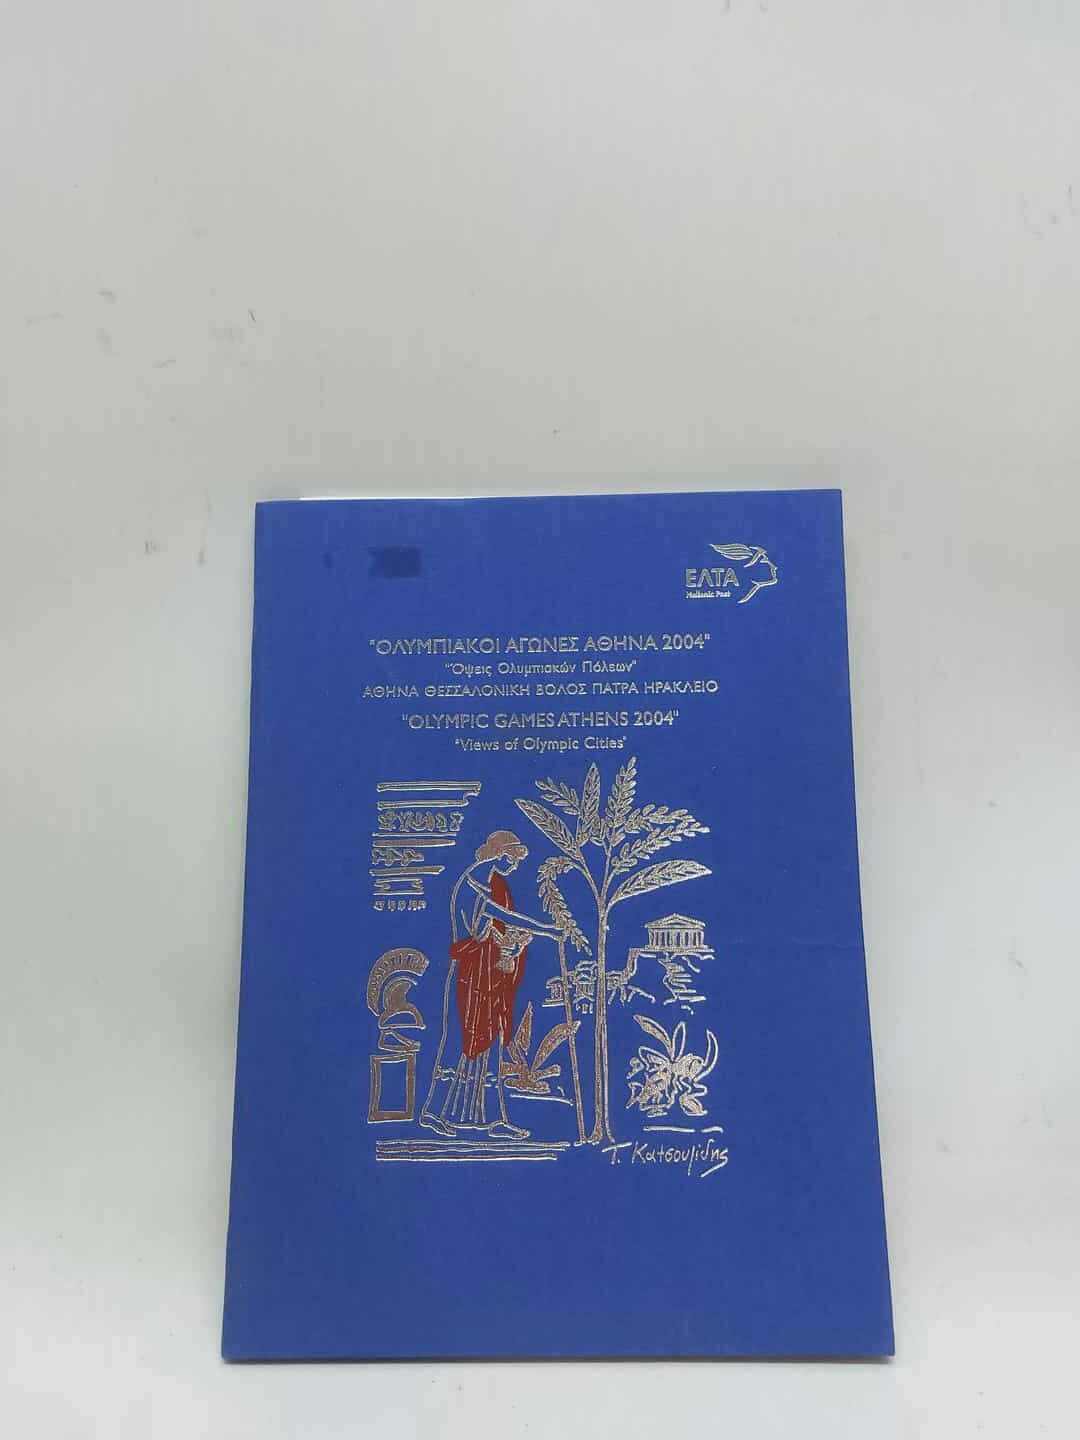 ΕΛΤΑ
Hellenic Post
"ΟΛΥΜΠΙΑΚΟΙ ΑΓΩΝΕΣ ΑΘΗΝΑ 2004"
"Όψεις Ολυμπιακών Πόλεων"
ΑΘΗΝΑ ΘΕΣΣΑΛΟΝΙΚΗ ΒΟΛΟΣ ΠΑΤΡΑ ΗΡΑΚΛΕΙΟ
"OLYMPIC GAMES ATHENS 2004"
"Views of Olympic Cities"
Τ. Κατσουλίδης